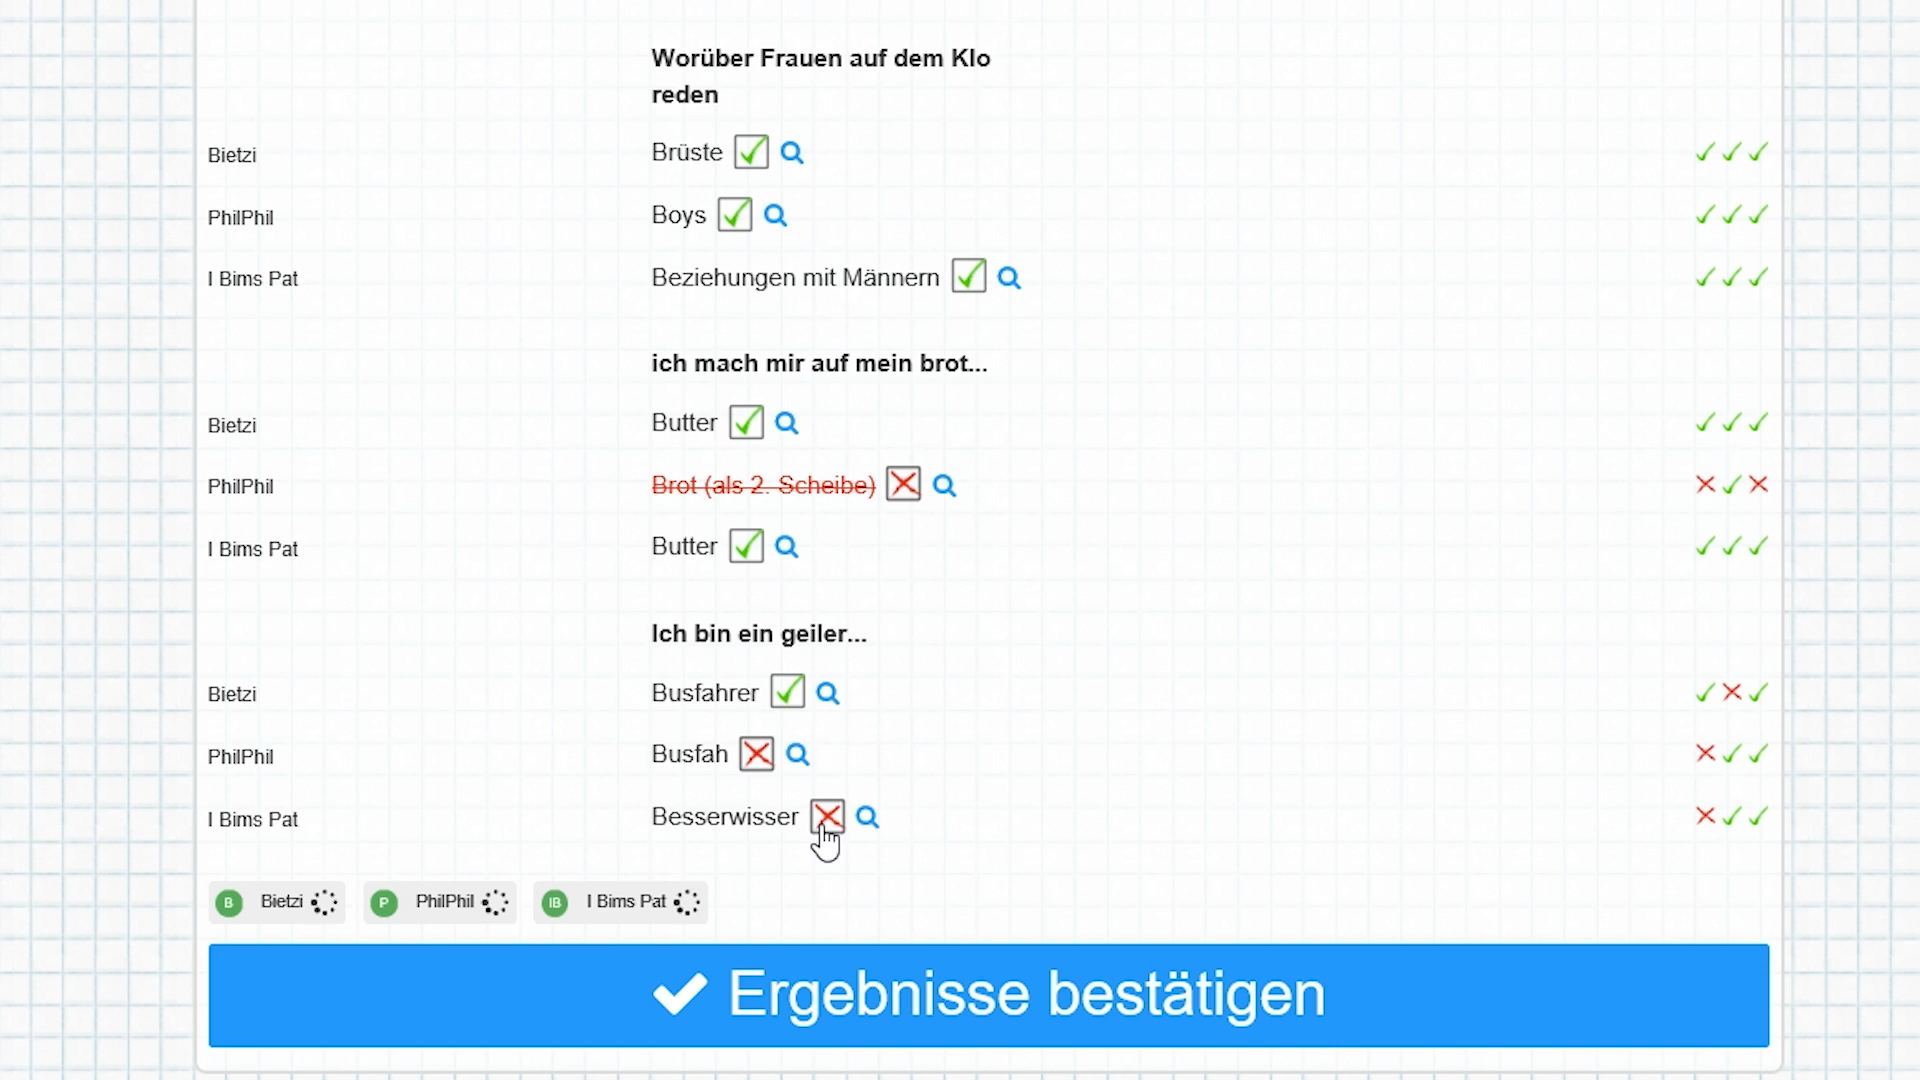 Worüber Frauen auf dem Klo
reden
Bietzi Brüste
PhilPhil Boys
I Bims Pat Beziehungen mit Männern
ich mach mir auf mein brot...
Bietzi Butter
PhilPhil Brot (als 2. Scheibe)
I Bims Pat Butter
Ich bin ein geiler...
Bietzi Busfahrer
PhilPhil Busfah
I Bims Pat Besserwisser
B Bietzi P PhilPhil IB I Bims Pat
Ergebnisse bestätigen